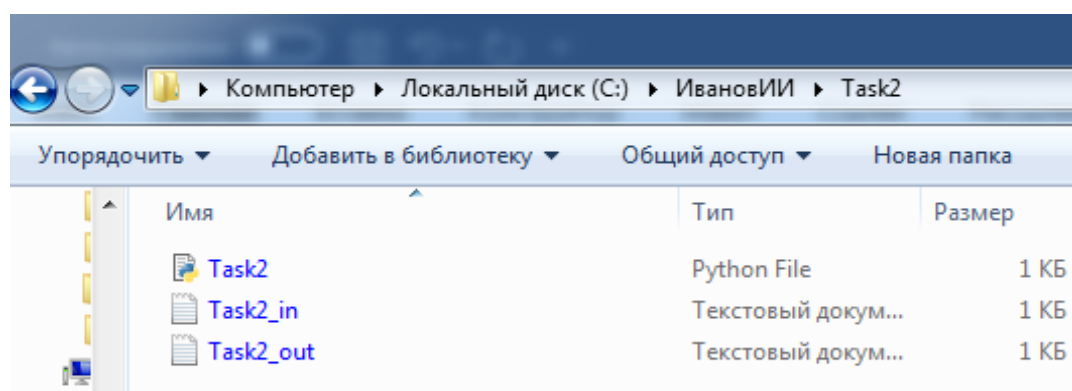 Компьютер Локальный диск (C:) ИвановИИ Task2
Упорядочить Добавить в библиотеку Общий доступ Новая папка
Имя Тип Размер
Task2 Python File 1 КБ
Task2_in Текстовый докум... 1 КБ
Task2_out Текстовый докум... 1 КБ